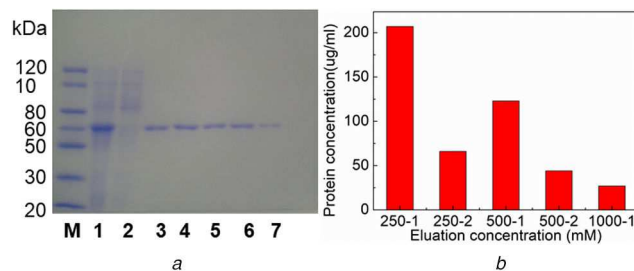 kDa
120
10
80
60
50
30
20
M 1 2 3 4 5 6 7
a
Protein concentration(ug/ml)
200
150
100
50
0
250-1 250-2 500-1 500-2 1000-1
Eluation concentration (mM)
b